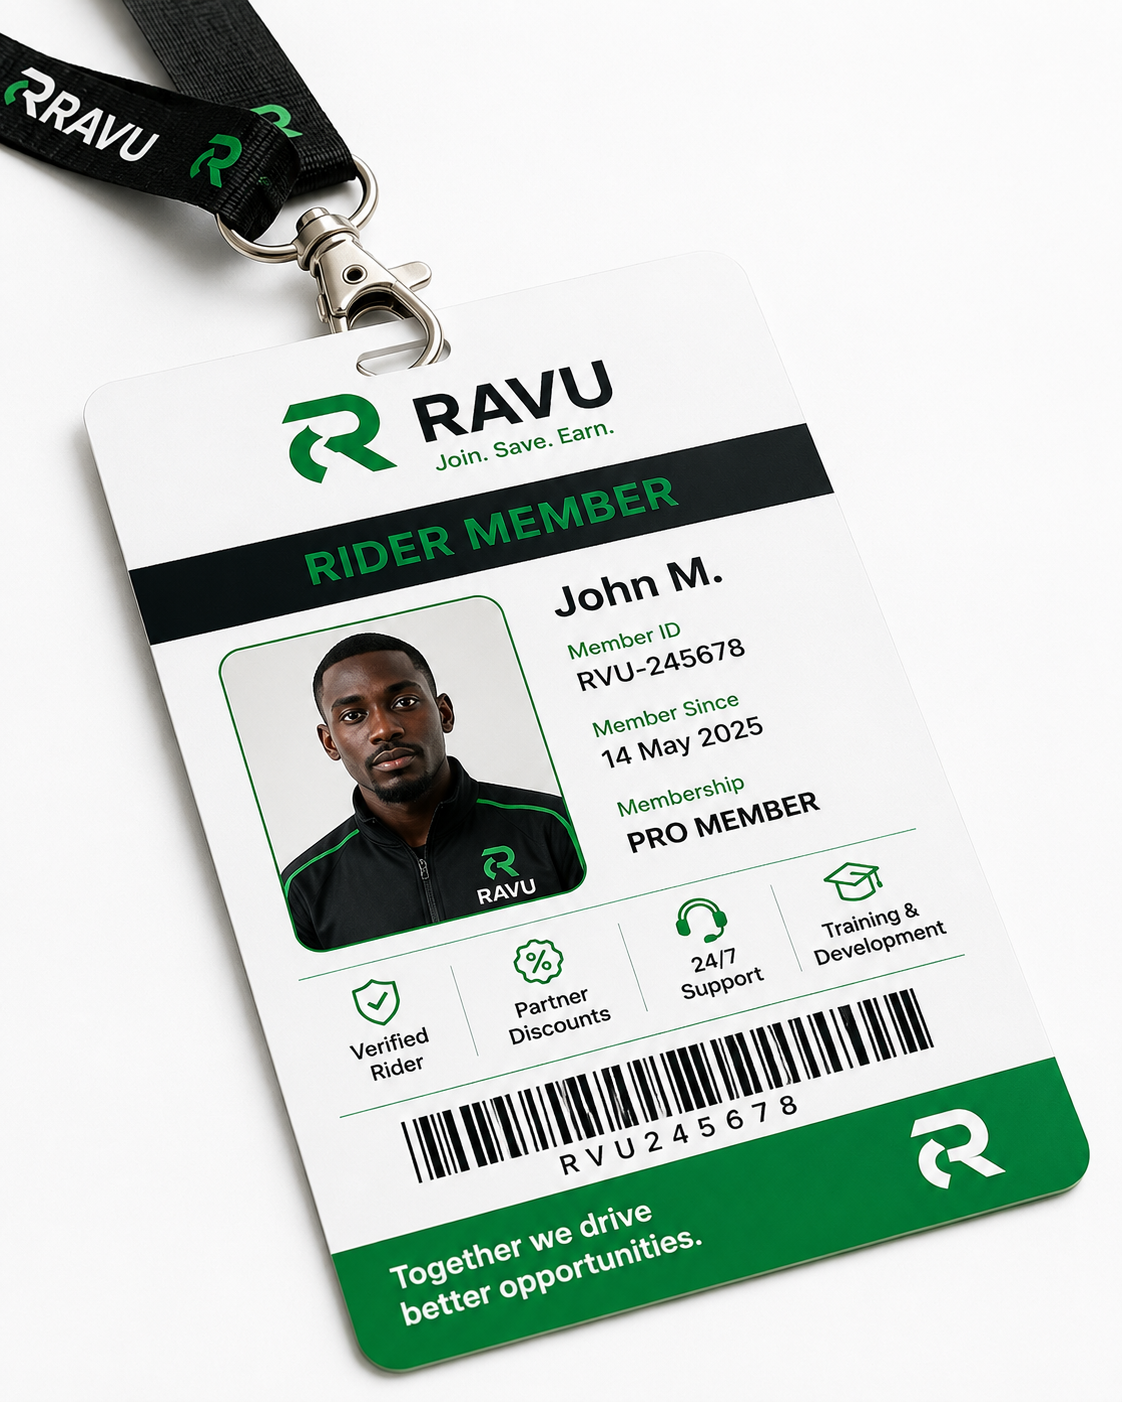 RAVU
RAVU
Join. Save. Earn.
RIDER MEMBER
John M.
Member ID
RVU-245678
Member Since
14 May 2025
Membership
PRO MEMBER
RAVU
Verified
Rider
Partner
Discounts
24/7
Support
Training &
Development
RVU245678
Together we drive
better opportunities.